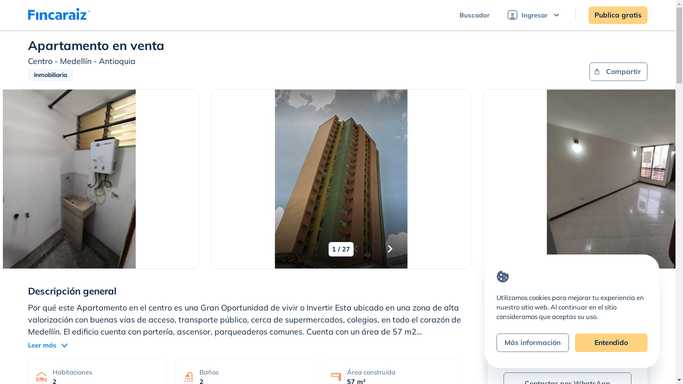 Fincaraiz
Buscador
Ingresar
Publica gratis
Apartamento en venta
Centro - Medellín - Antioquia
Inmobiliaria
Compartir
1 / 27
Descripción general
Por qué este Apartamento en el centro es una Gran Oportunidad de vivir o Invertir Esta ubicado en una zona de alta
valorización con buenas vías de acceso, transporte público, cerca de supermercados, colegios, en todo el corazón de
Medellín. El edificio cuenta con portería, ascensor, parqueaderos comunes. Cuenta con un área de 57 m2...
Leer más
Habitaciones
2
Baños
2
Área construida
57 m²
Utilizamos cookies para mejorar tu experiencia en
nuestro sitio web. Al continuar en el sitio
consideramos que aceptas su uso.
Más información
Entendido
Contactar por WhatsApp